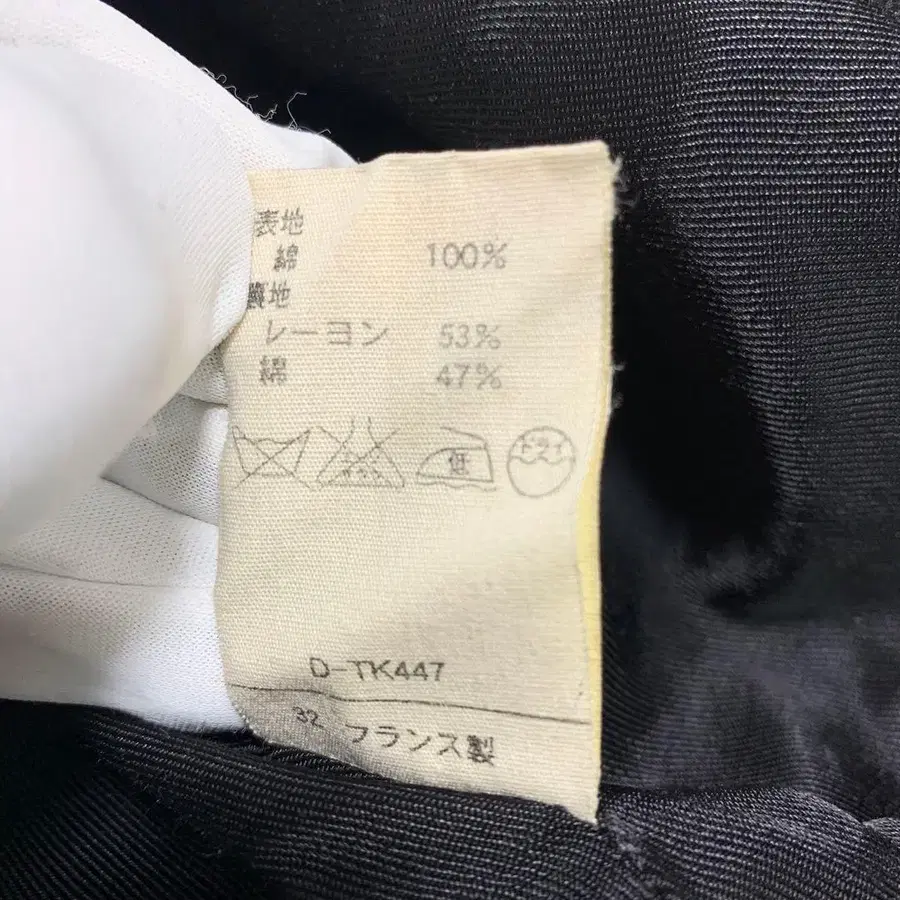 表地
綿 100%
裏地
レーヨン 53%
綿 47%
低 ドライ
D-TK447
32 フランス製